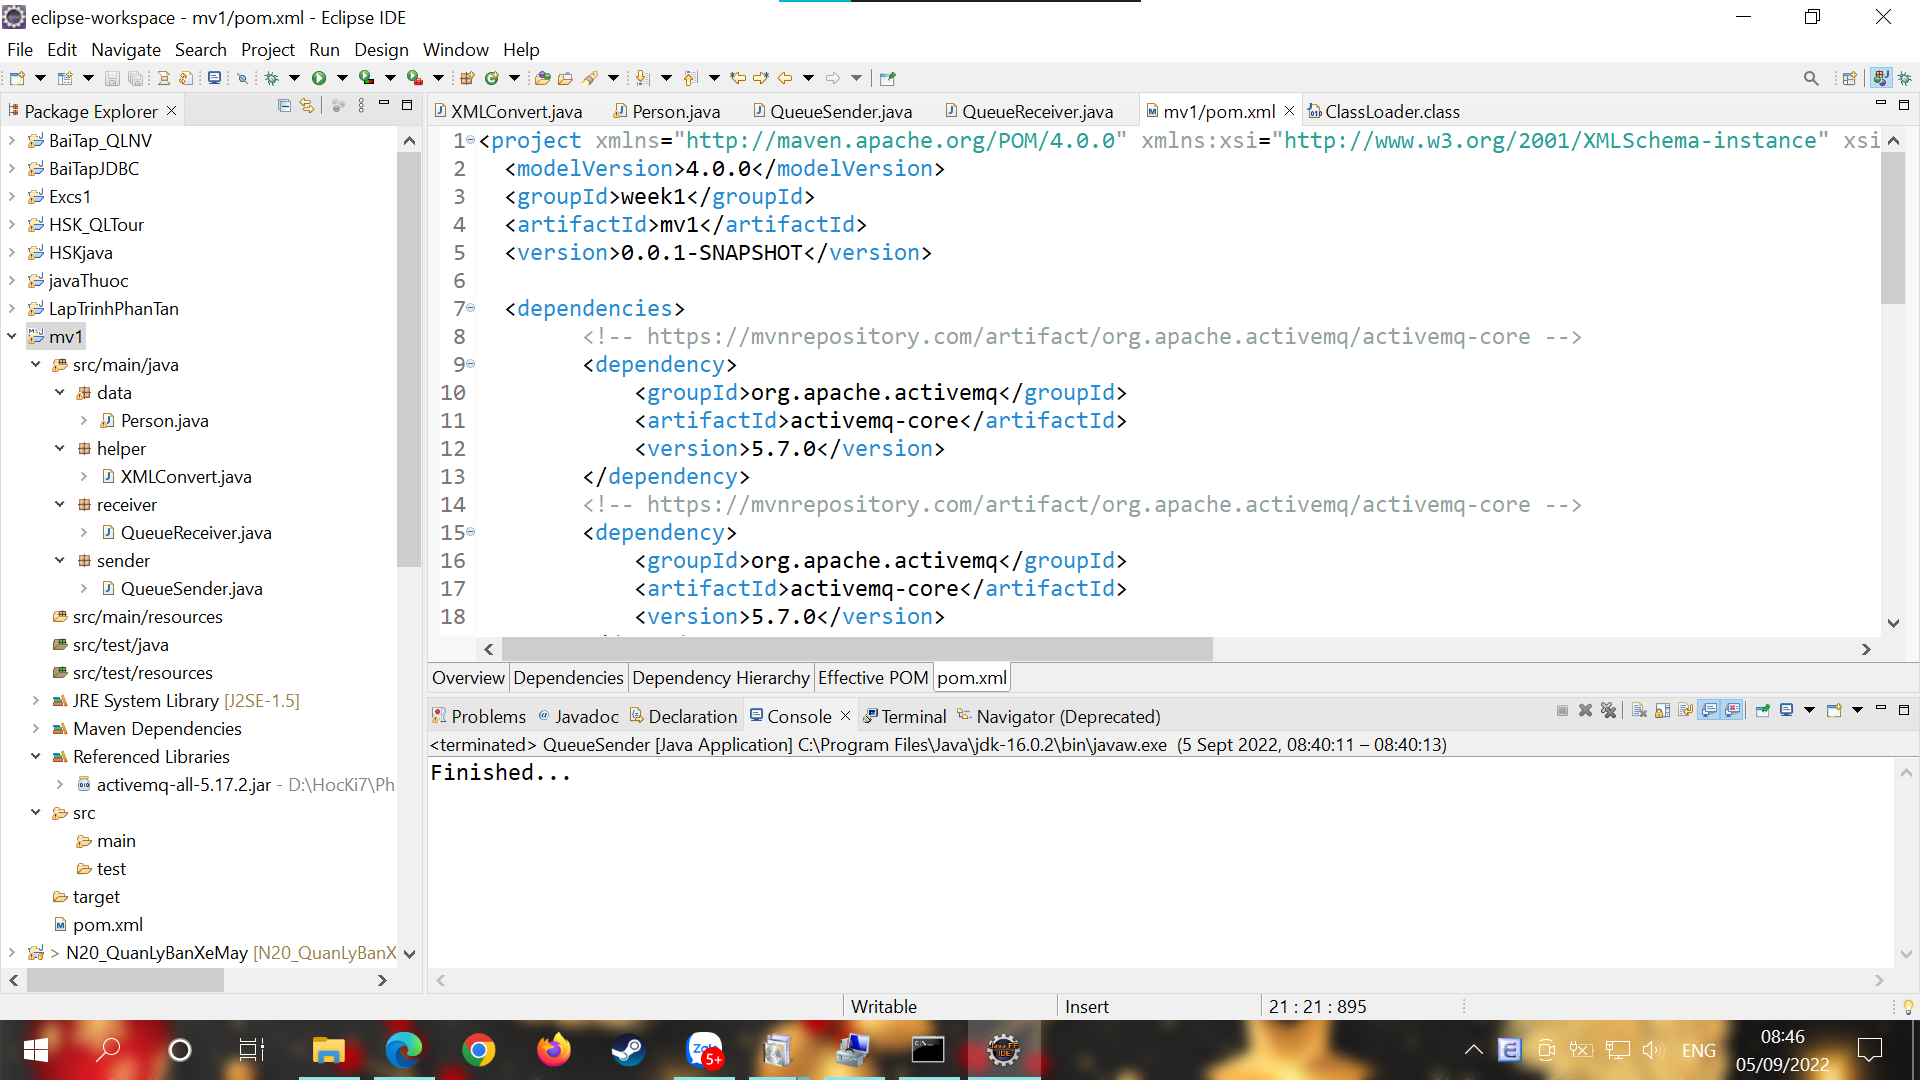 eclipse-workspace - mv1/pom.xml - Eclipse IDE
File Edit Navigate Search Project Run Design Window Help
Package Explorer
BaiTap_QLNV
BaiTapJDBC
Excs1
HSK_QLTour
HSKjava
javaThuoc
LapTrinhPhanTan
mv1
src/main/java
data
Person.java
helper
XMLConvert.java
receiver
QueueReceiver.java
sender
QueueSender.java
src/main/resources
src/test/java
src/test/resources
JRE System Library [J2SE-1.5]
Maven Dependencies
Referenced Libraries
activemq-all-5.17.2.jar - D:\HocKi7\Ph
src
main
test
target
pom.xml
> N20_QuanLyBanXeMay [N20_QuanLyBanX
XMLConvert.java Person.java QueueSender.java QueueReceiver.java mv1/pom.xml ClassLoader.class
1 <project xmlns="http://maven.apache.org/POM/4.0.0" xmlns:xsi="http://www.w3.org/2001/XMLSchema-instance" xsi
2 <modelVersion>4.0.0</modelVersion>
3 <groupId>week1</groupId>
4 <artifactId>mv1</artifactId>
5 <version>0.0.1-SNAPSHOT</version>
6
7 <dependencies>
8 <!-- https://mvnrepository.com/artifact/org.apache.activemq/activemq-core -->
9 <dependency>
10 <groupId>org.apache.activemq</groupId>
11 <artifactId>activemq-core</artifactId>
12 <version>5.7.0</version>
13 </dependency>
14 <!-- https://mvnrepository.com/artifact/org.apache.activemq/activemq-core -->
15 <dependency>
16 <groupId>org.apache.activemq</groupId>
17 <artifactId>activemq-core</artifactId>
18 <version>5.7.0</version>
Overview Dependencies Dependency Hierarchy Effective POM pom.xml
Problems Javadoc Declaration Console Terminal Navigator (Deprecated)
<terminated> QueueSender [Java Application] C:\Program Files\Java\jdk-16.0.2\bin\javaw.exe (5 Sept 2022, 08:40:11 – 08:40:13)
Finished...
Writable Insert 21 : 21 : 895
Zalo 5+
Java EE IDE
ENG
08:46
05/09/2022